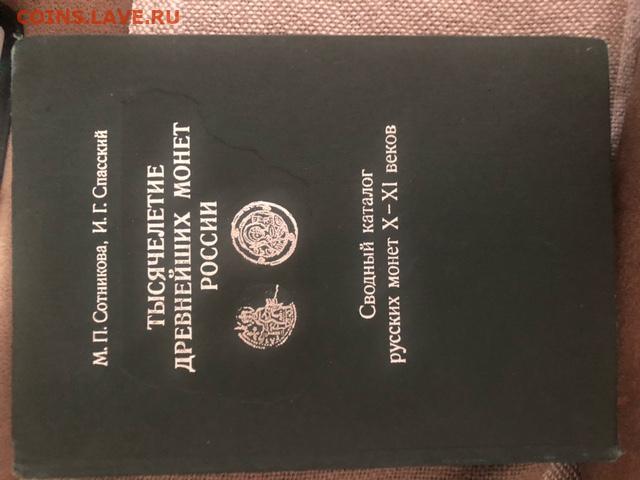 COINS.LAVE.RU
М. П. Сотникова, И. Г. Спасский
ТЫСЯЧЕЛЕТИЕ
ДРЕВНЕЙШИХ МОНЕТ
РОССИИ
Сводный каталог
русских монет X–XI веков